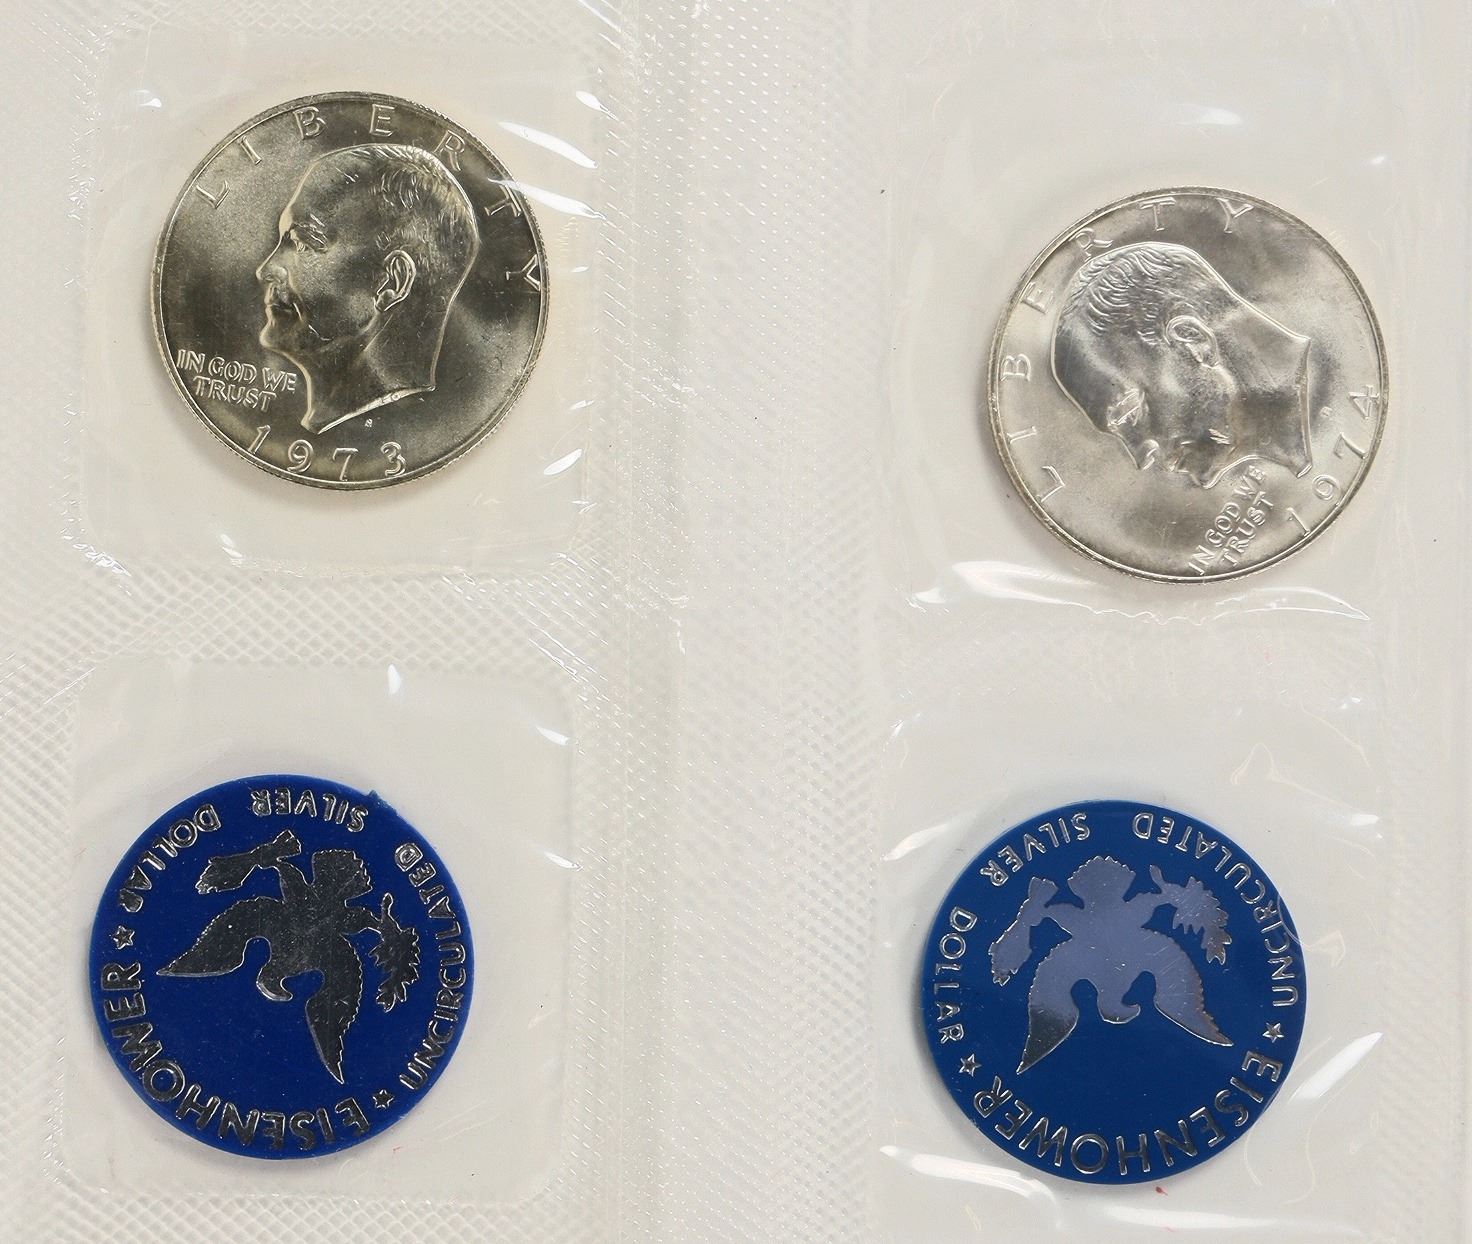 LIBERTY
IN GOD WE
TRUST
S
1973
LIBERTY
IN GOD WE
TRUST
S
1974
EISENHOWER
★ UNCIRCULATED SILVER DOLLAR ★
EISENHOWER
★ UNCIRCULATED SILVER DOLLAR ★